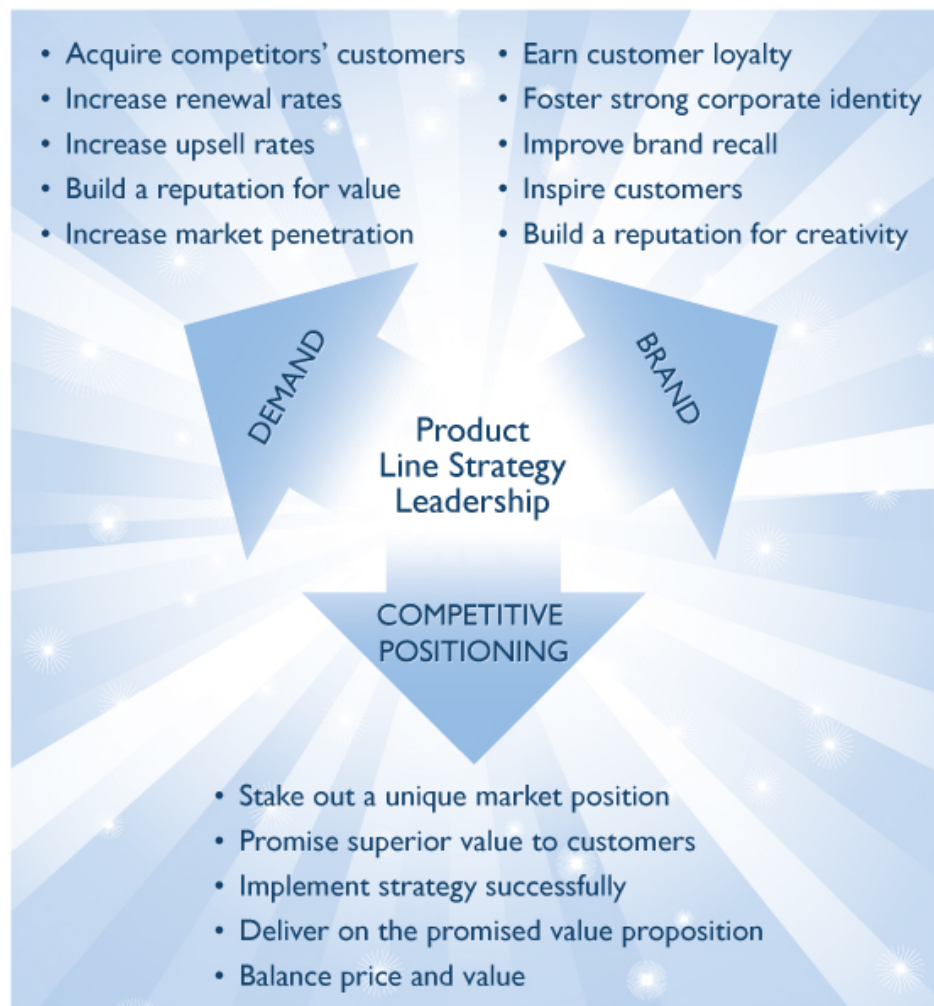 • Acquire competitors’ customers
• Increase renewal rates
• Increase upsell rates
• Build a reputation for value
• Increase market penetration
• Earn customer loyalty
• Foster strong corporate identity
• Improve brand recall
• Inspire customers
• Build a reputation for creativity
DEMAND
BRAND
Product
Line Strategy
Leadership
COMPETITIVE
POSITIONING
• Stake out a unique market position
• Promise superior value to customers
• Implement strategy successfully
• Deliver on the promised value proposition
• Balance price and value